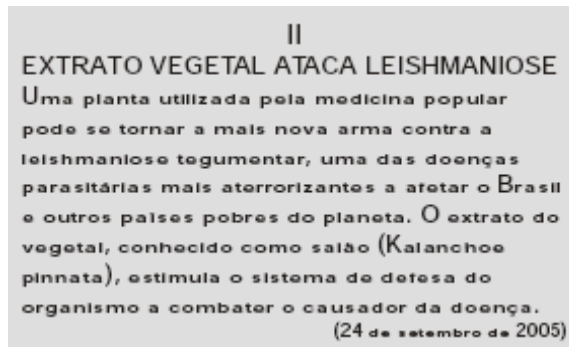 II
EXTRATO VEGETAL ATACA LEISHMANIOSE
Uma planta utilizada pela medicina popular
pode se tornar a mais nova arma contra a
leishmaniose tegumentar, uma das doenças
parasitárias mais aterrorizantes a afetar o Brasil
e outros países pobres do planeta. O extrato do
vegetal, conhecido como saião (Kalanchoe
pinnata), estimula o sistema de defesa do
organismo a combater o causador da doença.
(24 de setembro de 2005)